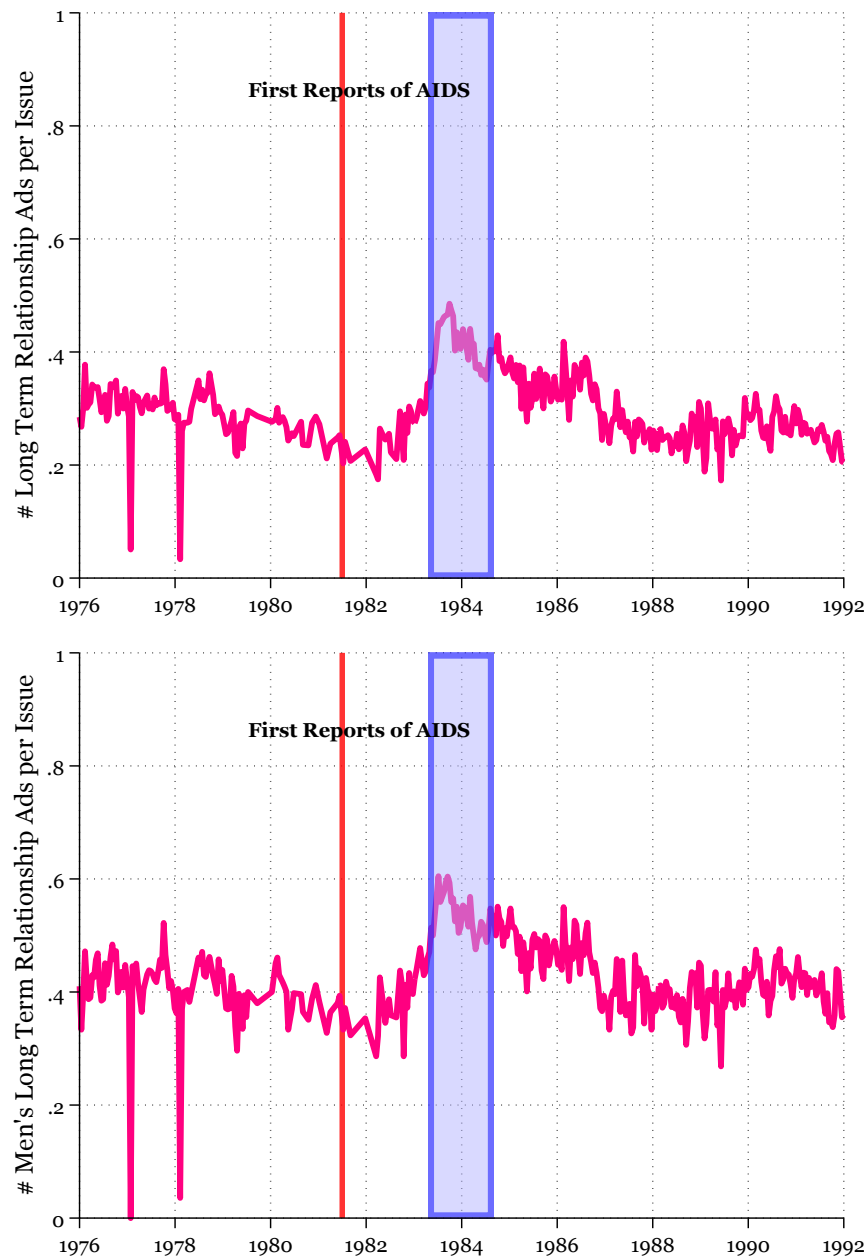 # Long Term Relationship Ads per Issue
1
.8
.6
.4
.2
0
First Reports of AIDS
1976 1978 1980 1982 1984 1986 1988 1990 1992
# Men's Long Term Relationship Ads per Issue
1
.8
.6
.4
.2
0
First Reports of AIDS
1976 1978 1980 1982 1984 1986 1988 1990 1992